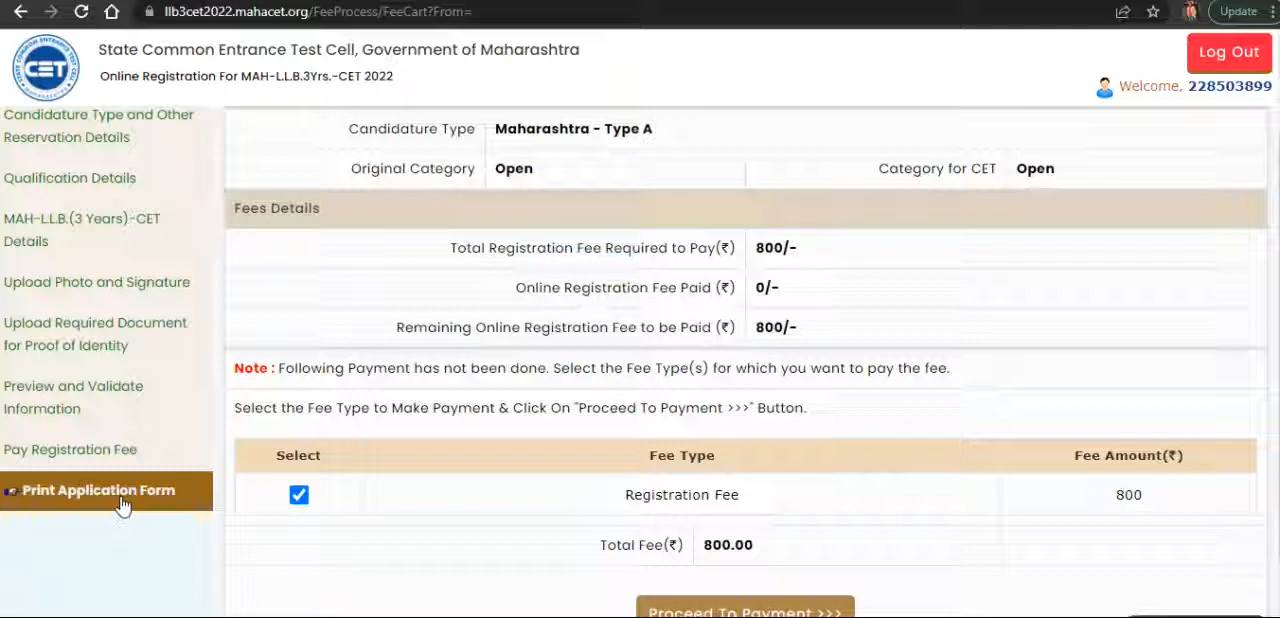 llb3cet2022.mahacet.org/FeeProcess/FeeCart?From=
Update
State Common Entrance Test Cell, Government of Maharashtra
Online Registration For MAH-L.L.B.3Yrs.-CET 2022
CET
Log Out
Welcome, 228503899
Candidature Type and Other
Reservation Details
Qualification Details
MAH-L.L.B.(3 Years)-CET
Details
Upload Photo and Signature
Upload Required Document
for Proof of Identity
Preview and Validate
Information
Pay Registration Fee
Print Application Form
Candidature Type Maharashtra - Type A
Original Category Open Category for CET Open
Fees Details
Total Registration Fee Required to Pay(₹) 800/-
Online Registration Fee Paid (₹) 0/-
Remaining Online Registration Fee to be Paid (₹) 800/-
Note : Following Payment has not been done. Select the Fee Type(s) for which you want to pay the fee.
Select the Fee Type to Make Payment & Click On "Proceed To Payment >>>" Button.
Select Fee Type Fee Amount(₹)
Registration Fee 800
Total Fee(₹) 800.00
Proceed To Payment >>>